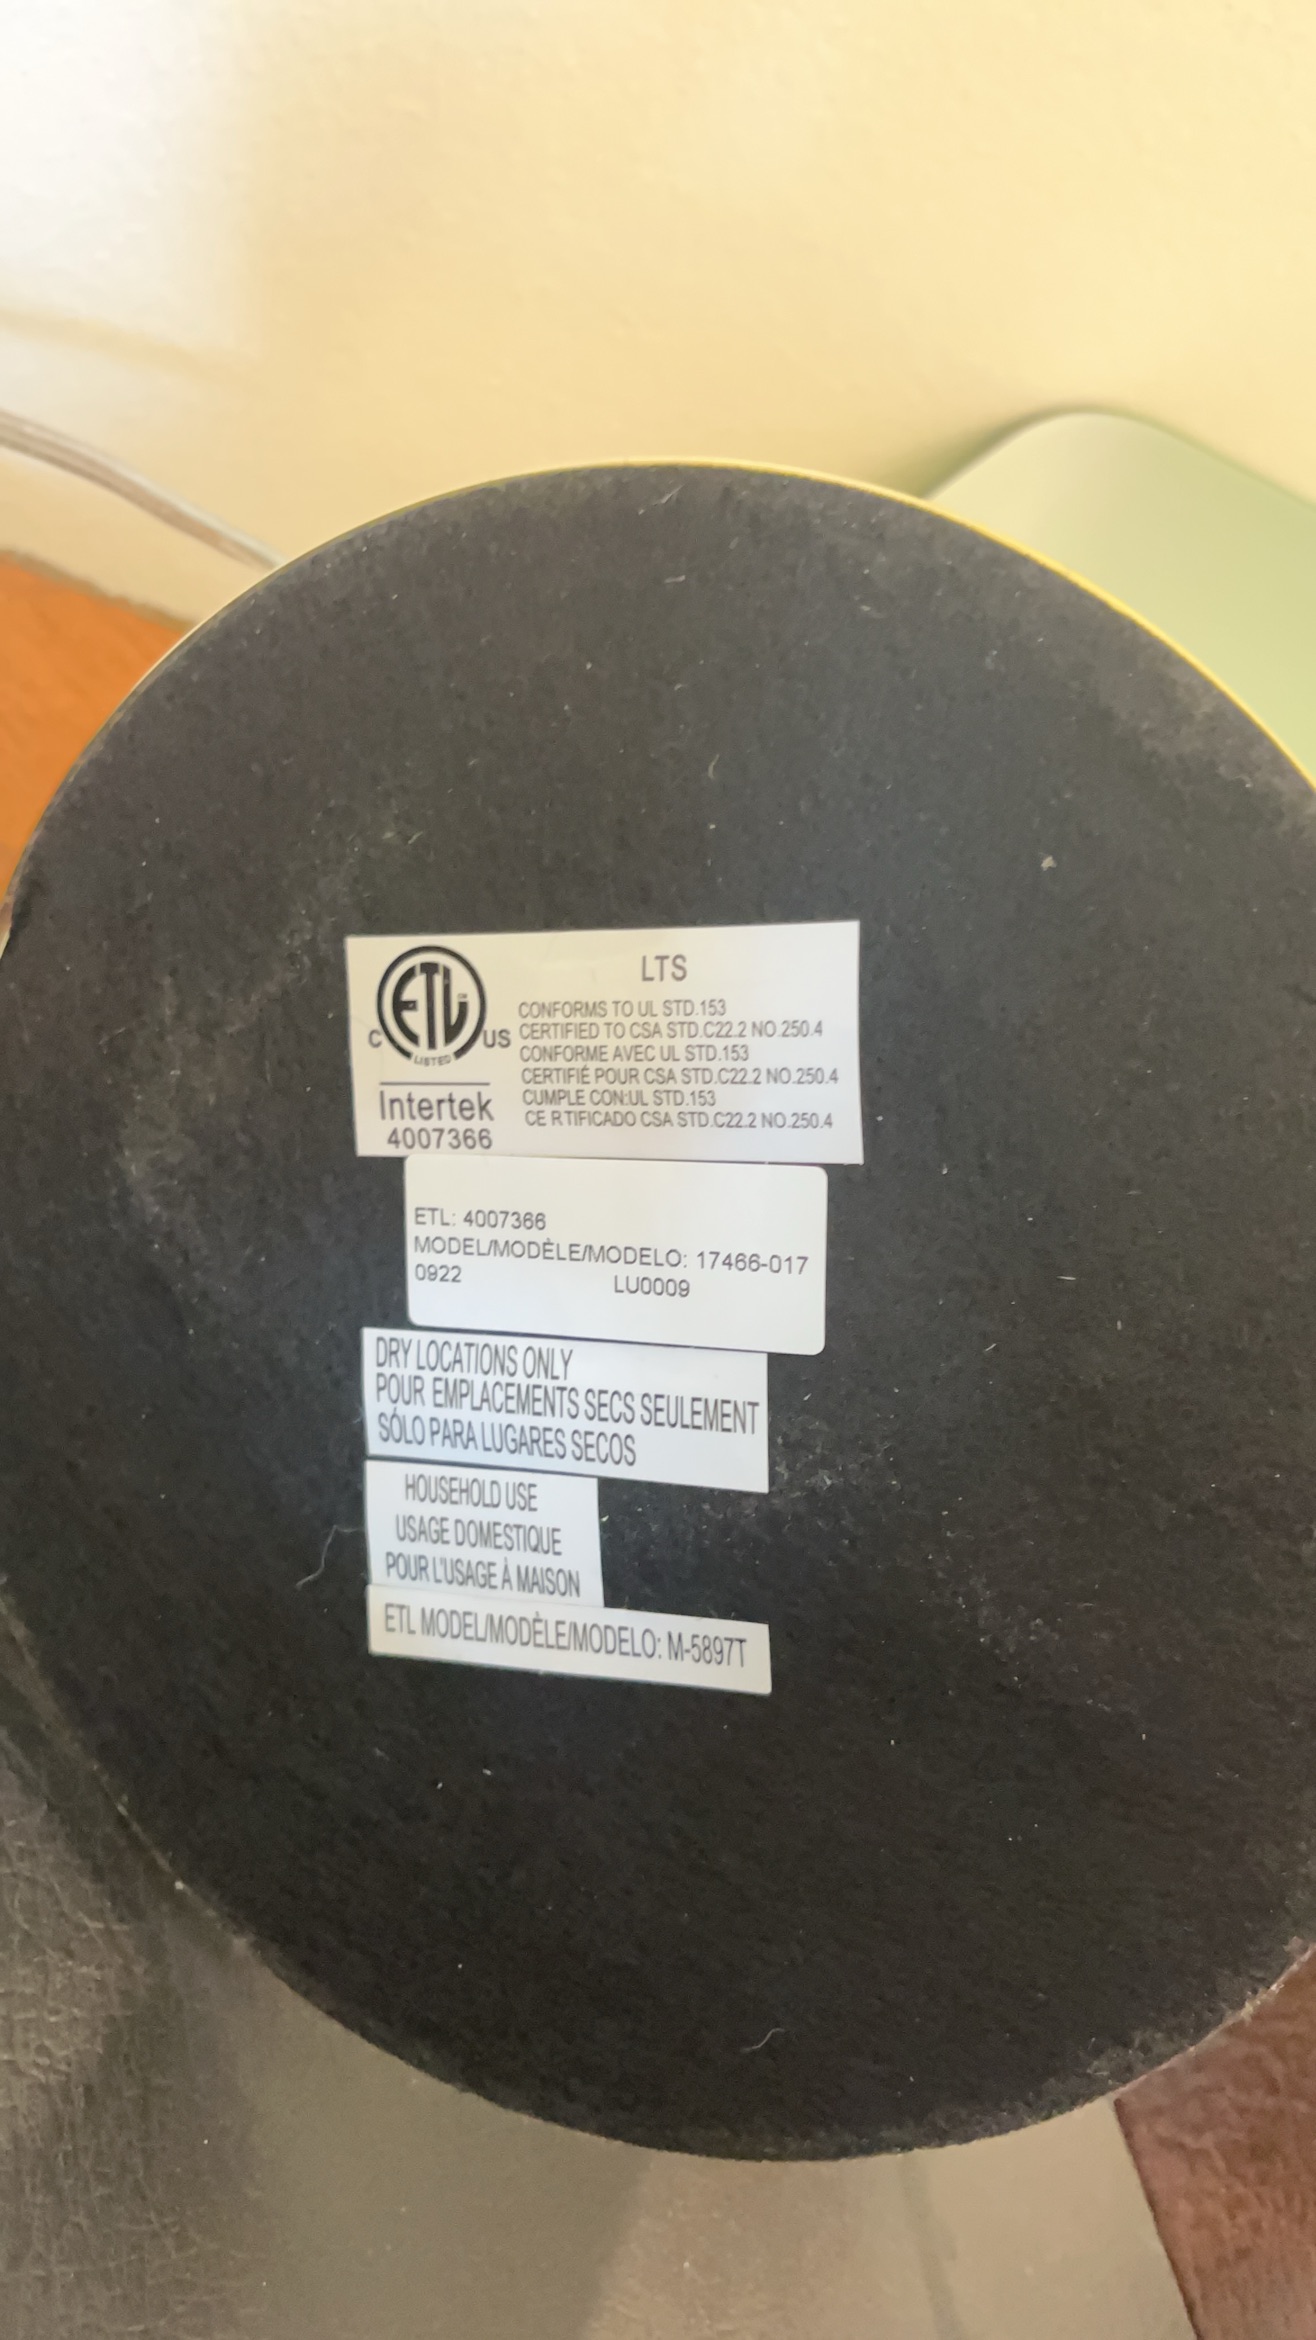 LTS
ETL
CM
C US
LISTED
Intertek
4007366
CONFORMS TO UL STD.153
CERTIFIED TO CSA STD.C22.2 NO.250.4
CONFORME AVEC UL STD.153
CERTIFIÉ POUR CSA STD.C22.2 NO.250.4
CUMPLE CON:UL STD.153
CE RTIFICADO CSA STD.C22.2 NO.250.4
ETL: 4007366
MODEL/MODÈLE/MODELO: 17466-017
0922 LU0009
DRY LOCATIONS ONLY
POUR EMPLACEMENTS SECS SEULEMENT
SÓLO PARA LUGARES SECOS
HOUSEHOLD USE
USAGE DOMESTIQUE
POUR L'USAGE À MAISON
ETL MODEL/MODÈLE/MODELO: M-5897T